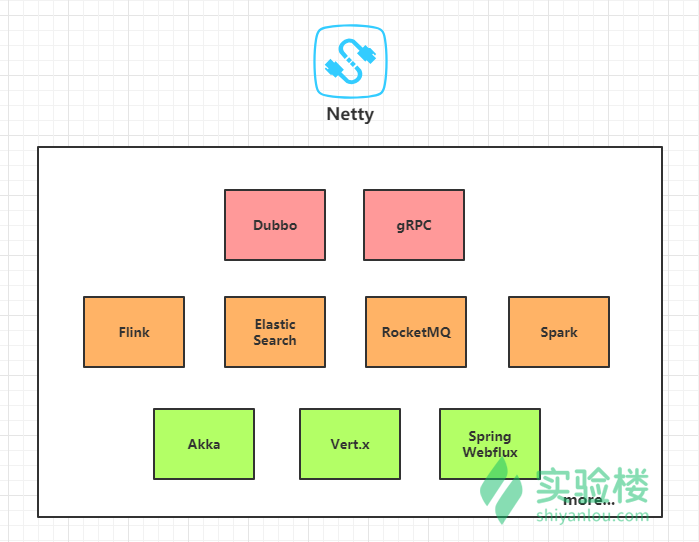 Netty
Dubbo
gRPC
Flink
Elastic
Search
RocketMQ
Spark
Akka
Vert.x
Spring
Webflux
实验楼
more...
shiyanlou.com